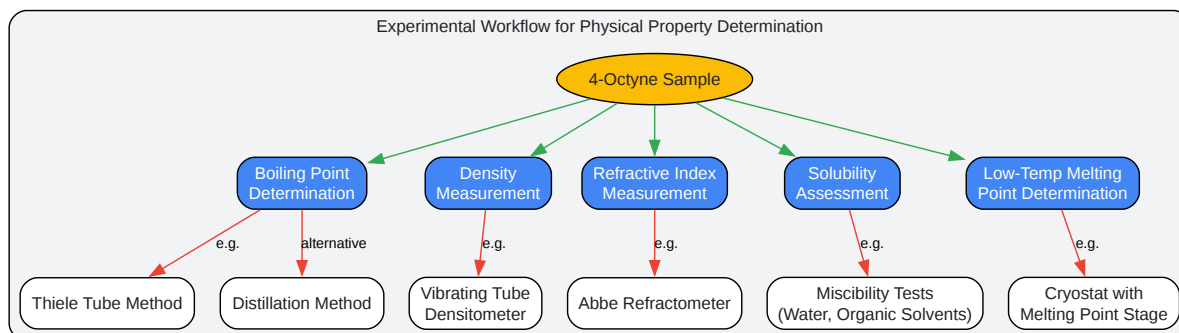 Experimental Workflow for Physical Property Determination
4-Octyne Sample
Boiling Point
Determination
Density
Measurement
Refractive Index
Measurement
Solubility
Assessment
Low-Temp Melting
Point Determination
e.g.
alternative
e.g.
e.g.
e.g.
e.g.
Thiele Tube Method
Distillation Method
Vibrating Tube
Densitometer
Abbe Refractometer
Miscibility Tests
(Water, Organic Solvents)
Cryostat with
Melting Point Stage